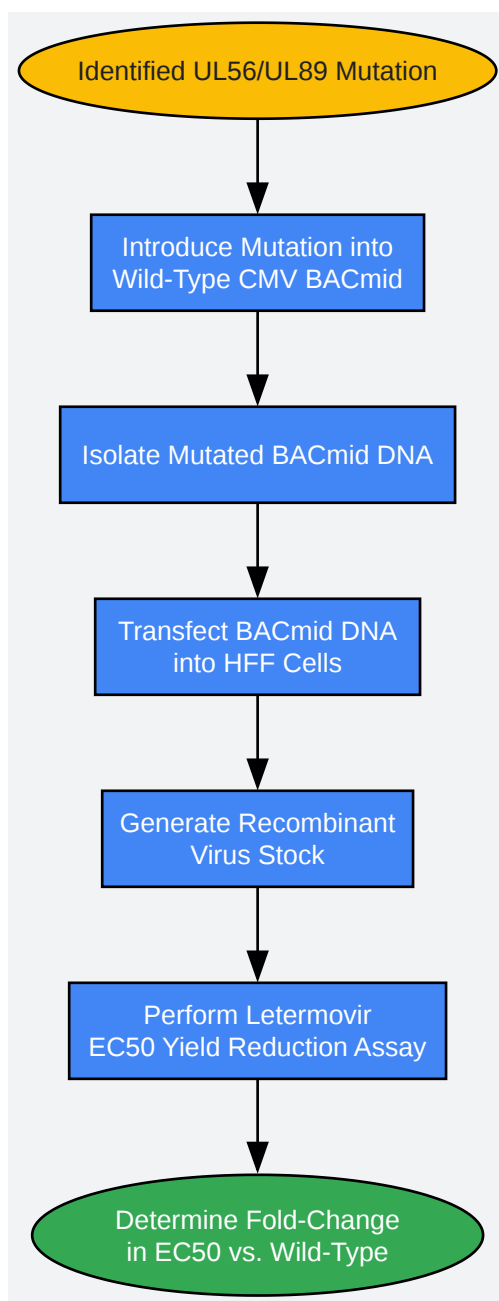 Identified UL56/UL89 Mutation
Introduce Mutation into
Wild-Type CMV BACmid
Isolate Mutated BACmid DNA
Transfect BACmid DNA
into HFF Cells
Generate Recombinant
Virus Stock
Perform Letermovir
EC50 Yield Reduction Assay
Determine Fold-Change
in EC50 vs. Wild-Type